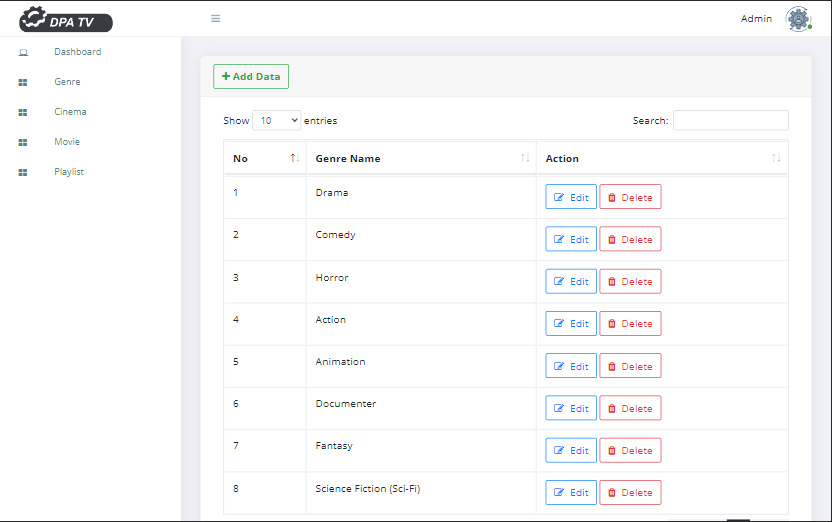 DPA TV
Admin
Dashboard
Genre
Cinema
Movie
Playlist
Add Data
Show 10 entries
Search:
No Genre Name Action
1 Drama Edit Delete
2 Comedy Edit Delete
3 Horror Edit Delete
4 Action Edit Delete
5 Animation Edit Delete
6 Documenter Edit Delete
7 Fantasy Edit Delete
8 Science Fiction (Sci-Fi) Edit Delete